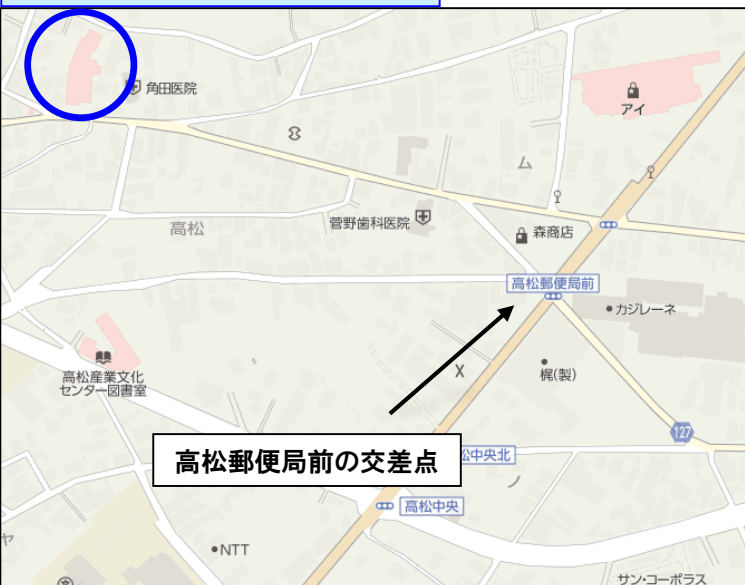 角田医院
アイ
ム
菅野歯科医院
森商店
高松
高松郵便局前
カジレーネ
高松産業文化
センター図書室
梶(製)
127
高松郵便局前の交差点
松中央北
ノ
高松中央
ヤ
NTT
サン・コーポラス